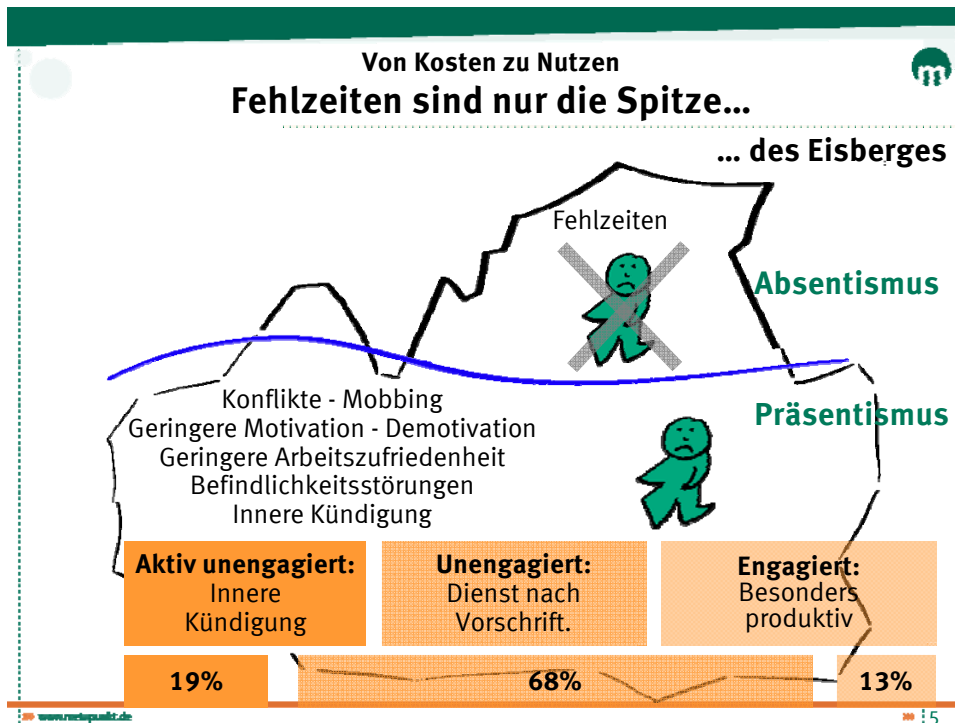 Von Kosten zu Nutzen
Fehlzeiten sind nur die Spitze...
... des Eisberges
Fehlzeiten
Absentismus
Präsentismus
Konflikte - Mobbing
Geringere Motivation - Demotivation
Geringere Arbeitszufriedenheit
Befindlichkeitsstörungen
Innere Kündigung
Aktiv unengagiert:
Innere
Kündigung
Unengagiert:
Dienst nach
Vorschrift.
Engagiert:
Besonders
produktiv
19%
68%
13%
5